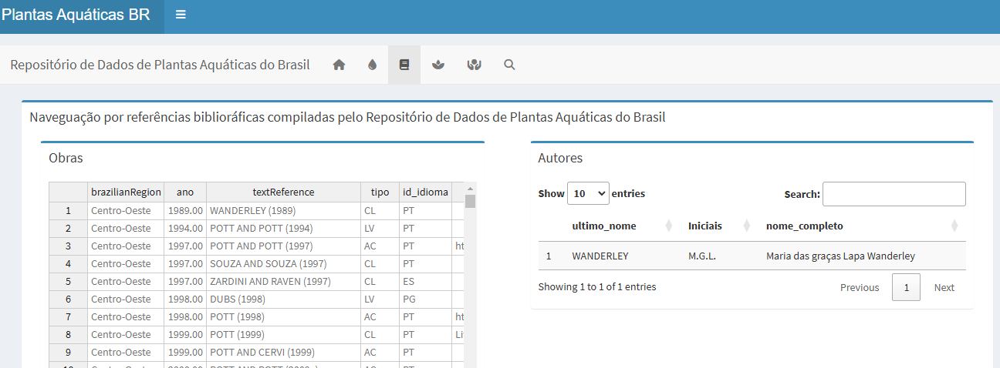 Plantas Aquáticas BR
Repositório de Dados de Plantas Aquáticas do Brasil
Naveguação por referências biblioráficas compiladas pelo Repositório de Dados de Plantas Aquáticas do Brasil
Obras
brazilianRegion ano textReference tipo id_idioma
1 Centro-Oeste 1989.00 WANDERLEY (1989) CL PT
2 Centro-Oeste 1994.00 POTT AND POTT (1994) LV PT
3 Centro-Oeste 1997.00 POTT AND POTT (1997) AC PT ht
4 Centro-Oeste 1997.00 SOUZA AND SOUZA (1997) CL PT
5 Centro-Oeste 1997.00 ZARDINI AND RAVEN (1997) CL ES
6 Centro-Oeste 1998.00 DUBS (1998) LV PG
7 Centro-Oeste 1998.00 POTT (1998) AC PT ht
8 Centro-Oeste 1999.00 POTT (1999) CL PT Li
9 Centro-Oeste 1999.00 POTT AND CERVI (1999) AC PT
Autores
Show 10 entries
Search:
ultimo_nome Iniciais nome_completo
1 WANDERLEY M.G.L. Maria das graças Lapa Wanderley
Showing 1 to 1 of 1 entries
Previous 1 Next